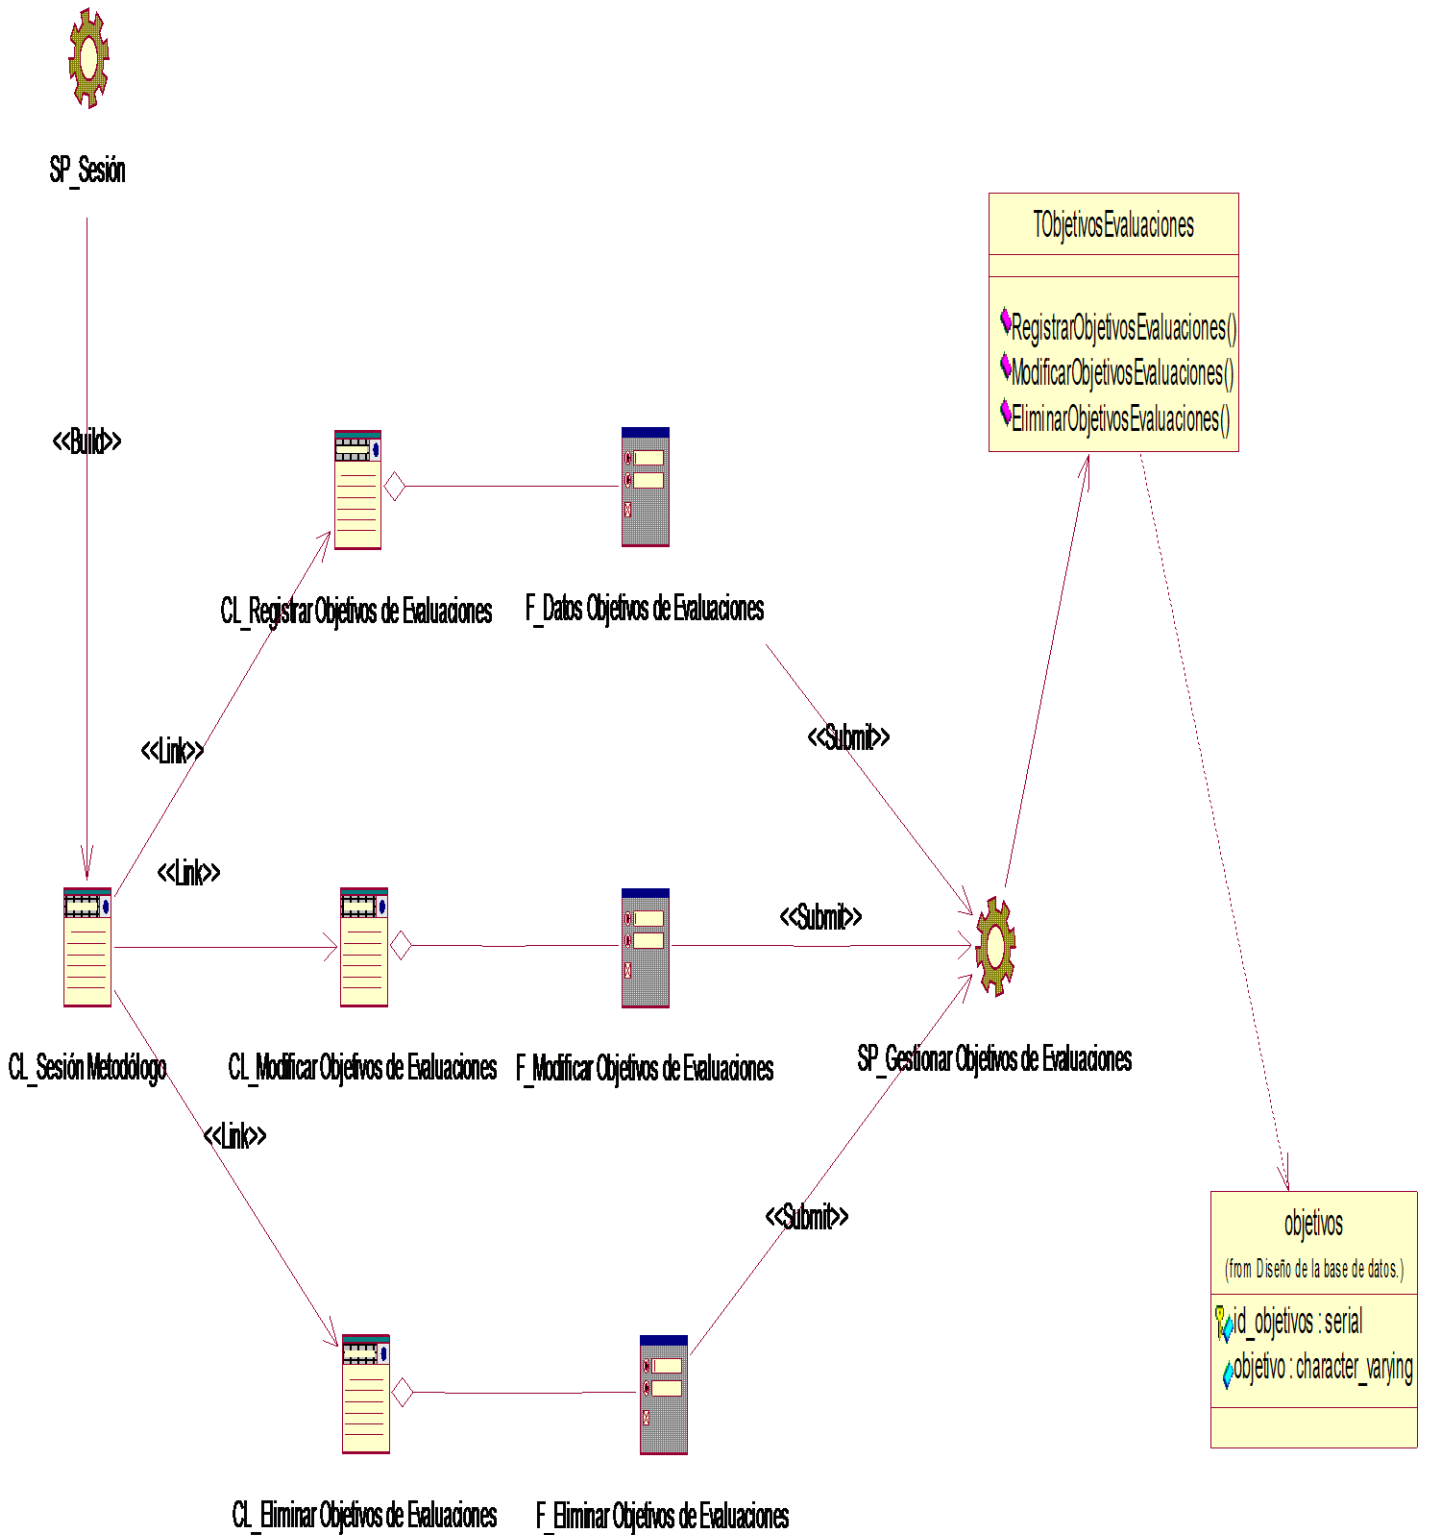 SP_Sesión
TObjetivosEvaluaciones
RegistrarObjetivosEvaluaciones()
ModificarObjetivosEvaluaciones()
EliminarObjetivosEvaluaciones()
<<Build>>
CL_Registrar Objetivos de Evaluaciones
F_Datos Objetivos de Evaluaciones
<<Link>>
<<Submit>>
<<Link>>
<<Submit>>
CL_Sesión Metodólogo
CL_Modificar Objetivos de Evaluaciones
F_Modificar Objetivos de Evaluaciones
SP_Gestionar Objetivos de Evaluaciones
<<Link>>
<<Submit>>
objetivos
(from Diseño de la base de datos.)
id_objetivos : serial
objetivo : character_varying
CL_Eliminar Objetivos de Evaluaciones
F_Eliminar Objetivos de Evaluaciones